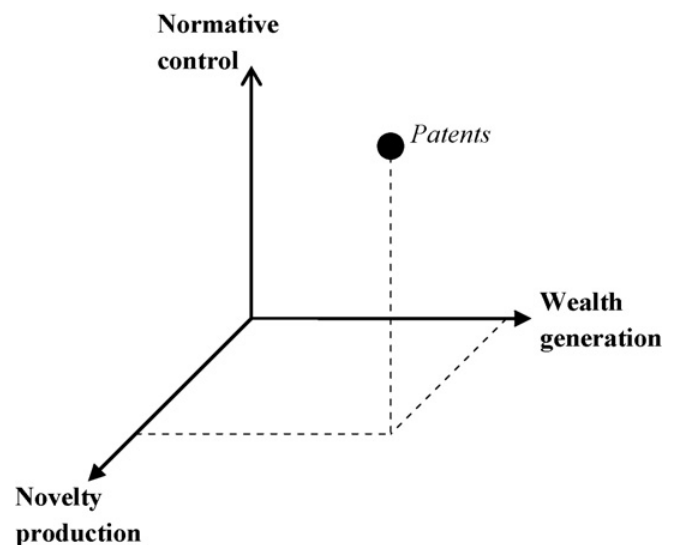 Normative
control
Patents
Wealth
generation
Novelty
production